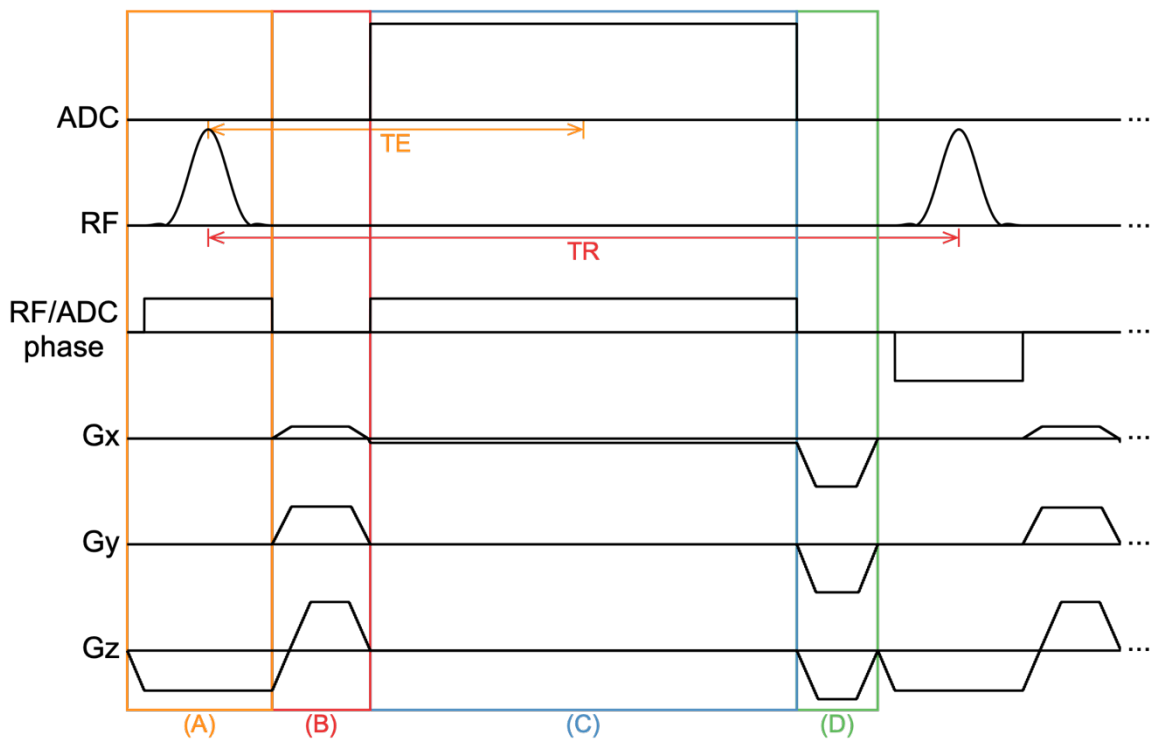 ADC
...
TE
RF
...
TR
RF/ADC
phase
...
Gx
...
Gy
...
Gz
...
(A)
(B)
(C)
(D)